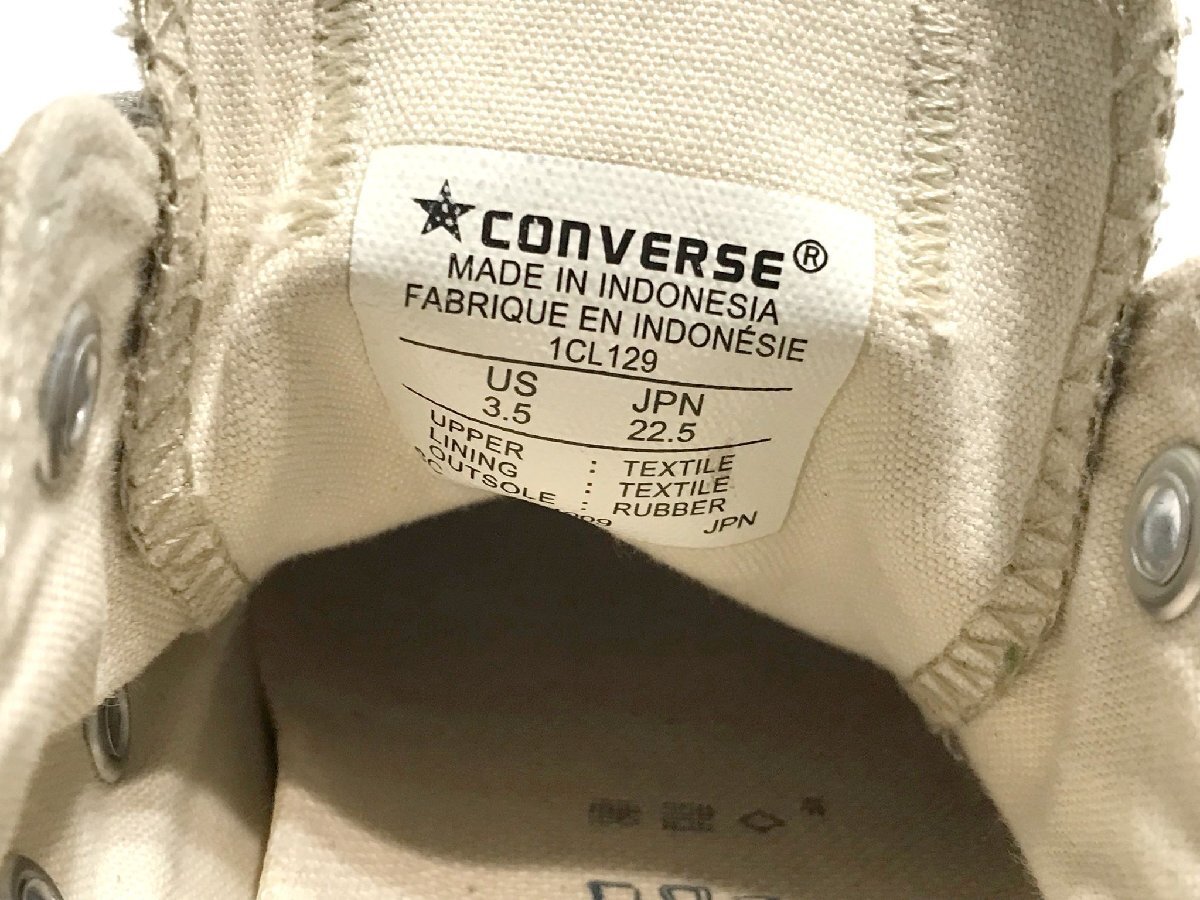 CONVERSE®
MADE IN INDONESIA
FABRIQUE EN INDONÉSIE
1CL129
US JPN
3.5 22.5
UPPER : TEXTILE
LINING : TEXTILE
OUTSOLE : RUBBER
JPN